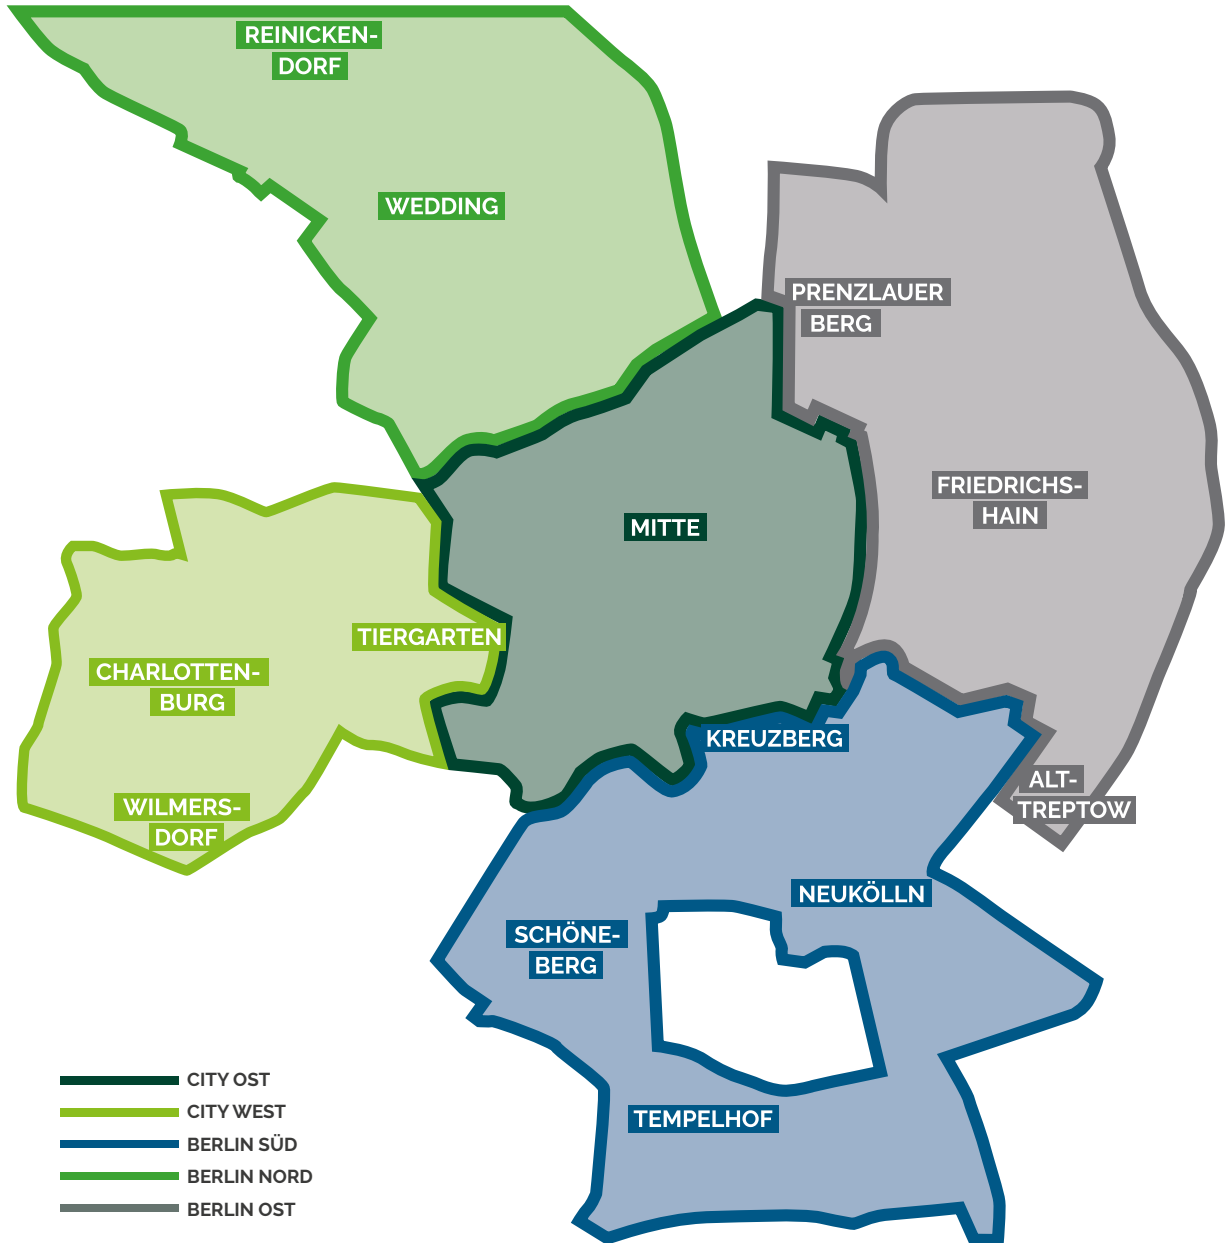 REINICKEN-
DORF
WEDDING
PRENZLAUER
BERG
FRIEDRICHS-
HAIN
MITTE
TIERGARTEN
CHARLOTTEN-
BURG
KREUZBERG
ALT-
TREPTOW
WILMERS-
DORF
NEUKÖLLN
SCHÖNE-
BERG
TEMPELHOF
CITY OST
CITY WEST
BERLIN SÜD
BERLIN NORD
BERLIN OST